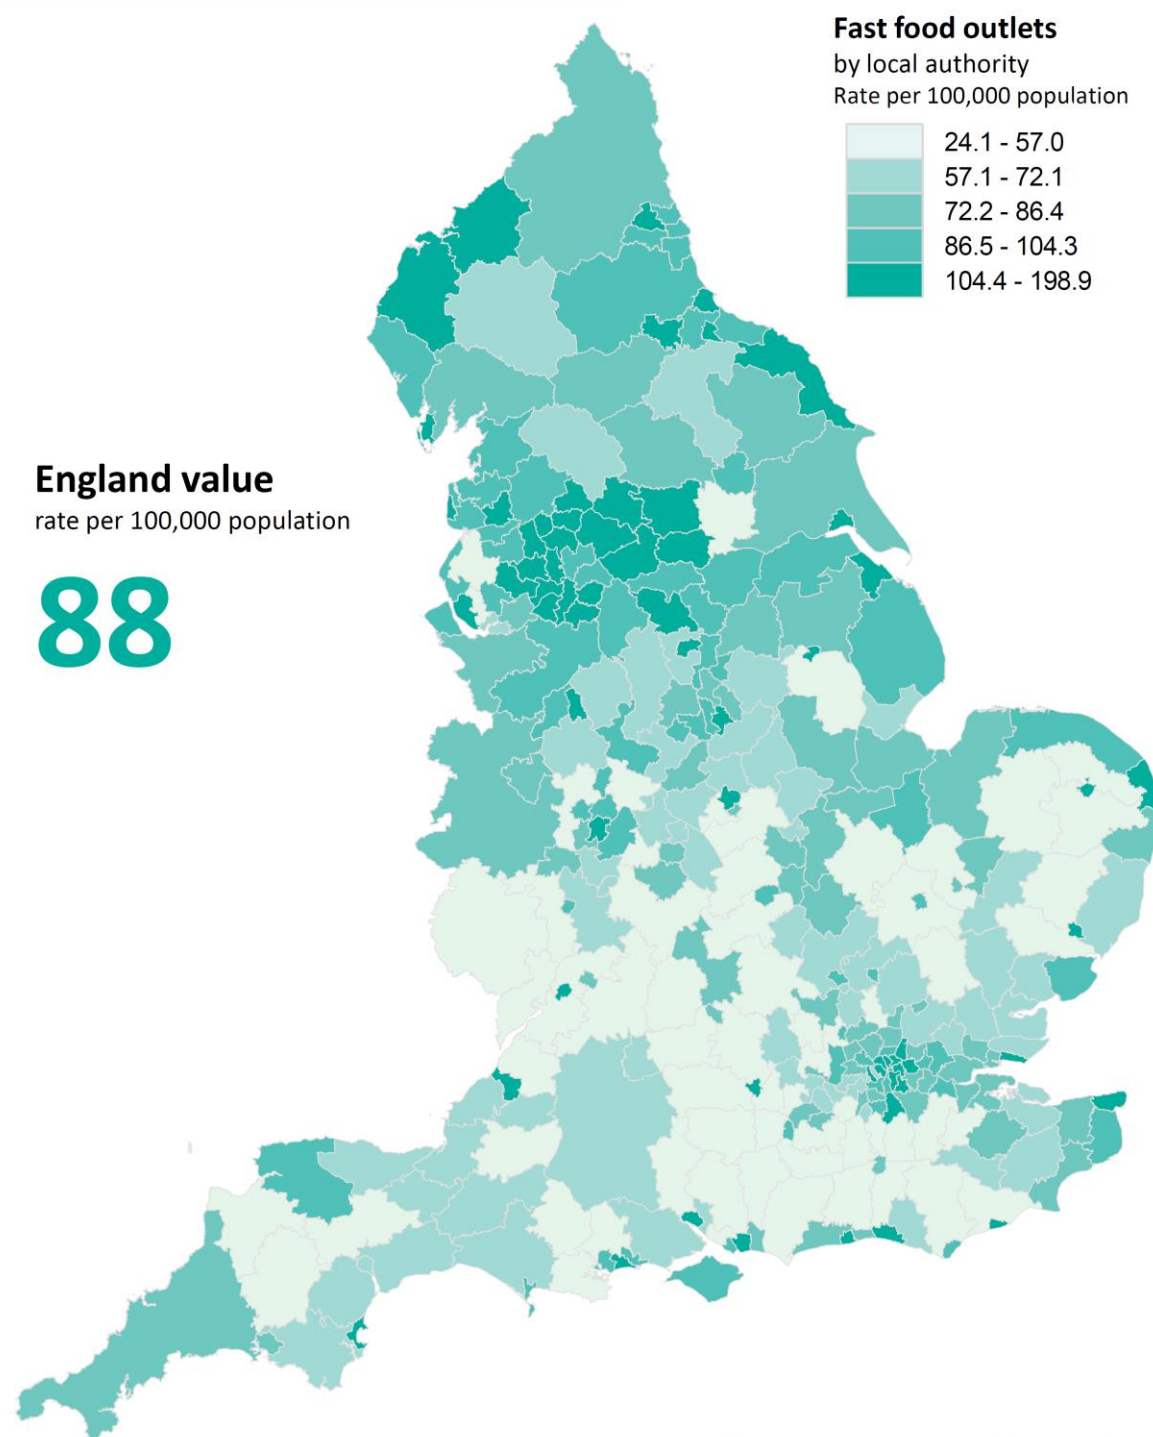 Fast food outlets
by local authority
Rate per 100,000 population
24.1 - 57.0
57.1 - 72.1
72.2 - 86.4
86.5 - 104.3
104.4 - 198.9
England value
rate per 100,000 population
88